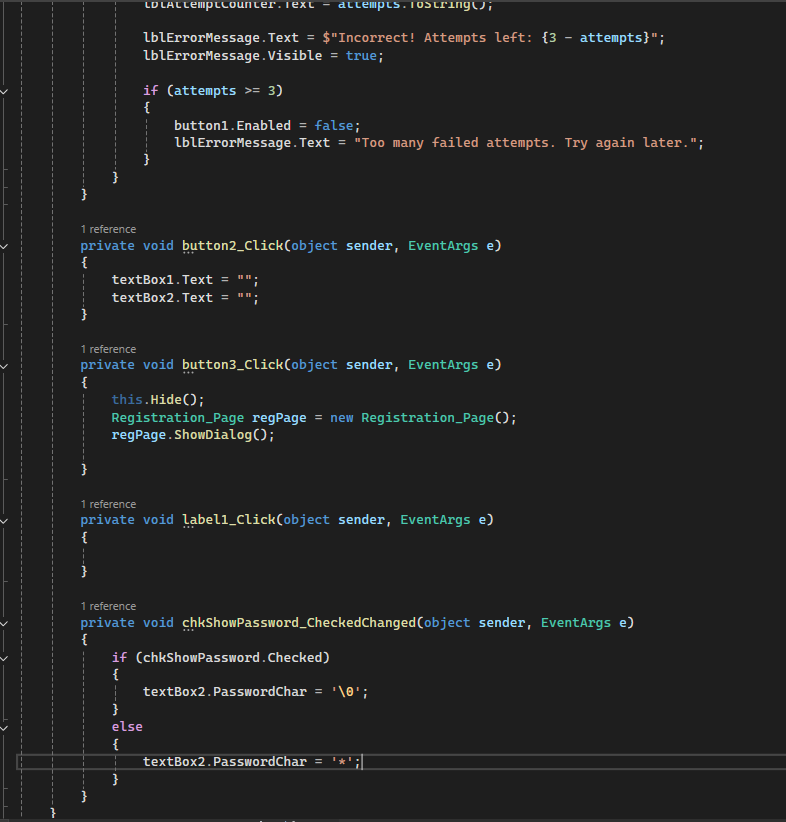 lblAttemptCounter.Text = attempts.ToString();
lblErrorMessage.Text = $"Incorrect! Attempts left: {3 - attempts}";
lblErrorMessage.Visible = true;
if (attempts >= 3)
{
button1.Enabled = false;
lblErrorMessage.Text = "Too many failed attempts. Try again later.";
}
}
}
1 reference
private void button2_Click(object sender, EventArgs e)
{
textBox1.Text = "";
textBox2.Text = "";
}
1 reference
private void button3_Click(object sender, EventArgs e)
{
this.Hide();
Registration_Page regPage = new Registration_Page();
regPage.ShowDialog();
}
1 reference
private void label1_Click(object sender, EventArgs e)
{
}
1 reference
private void chkShowPassword_CheckedChanged(object sender, EventArgs e)
{
if (chkShowPassword.Checked)
{
textBox2.PasswordChar = '\0';
}
else
{
textBox2.PasswordChar = '*';
}
}
}